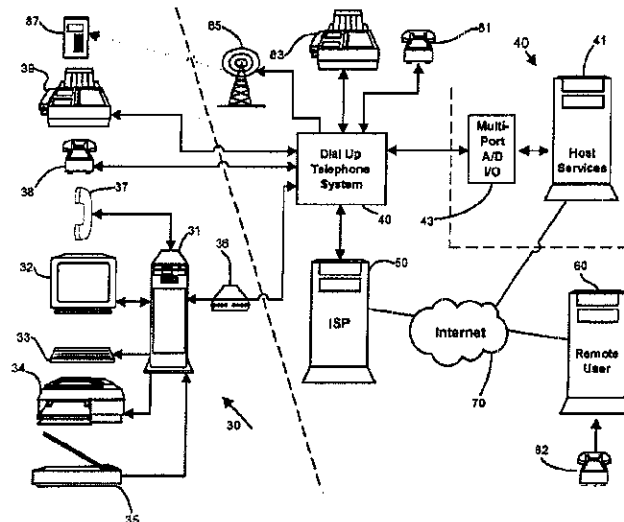 87
85
83
81
40
41
39
Dial Up
Telephone
System
Multi-
Port
A/D
I/O
Host
Services
38
37
40
43
31
36
32
50
60
ISP
Internet
Remote
User
33
34
70
30
82
35